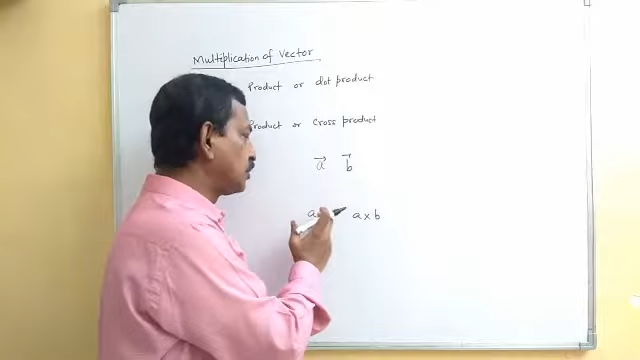 Multiplication of Vector
Product or dot product
Product or cross product
a b
a a x b